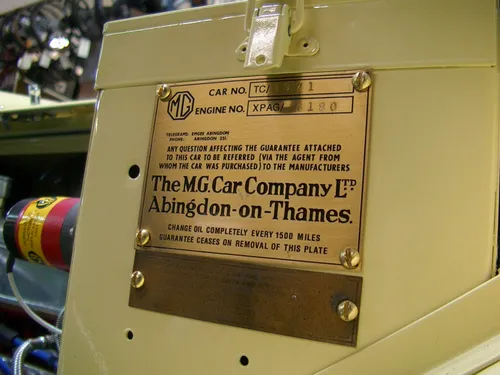 CAR NO. TC/
MG
ENGINE NO. XPAG/
TELEGRAMS. EMGEE ABINGDON
PHONE. ABINGDON 251.
ANY QUESTION AFFECTING THE GUARANTEE ATTACHED
TO THIS CAR TO BE REFERRED (VIA THE AGENT FROM
WHOM THE CAR WAS PURCHASED) TO THE MANUFACTURERS
The M.G. Car Company LTD
Abingdon-on-Thames.
CHANGE OIL COMPLETELY EVERY 1500 MILES
GUARANTEE CEASES ON REMOVAL OF THIS PLATE